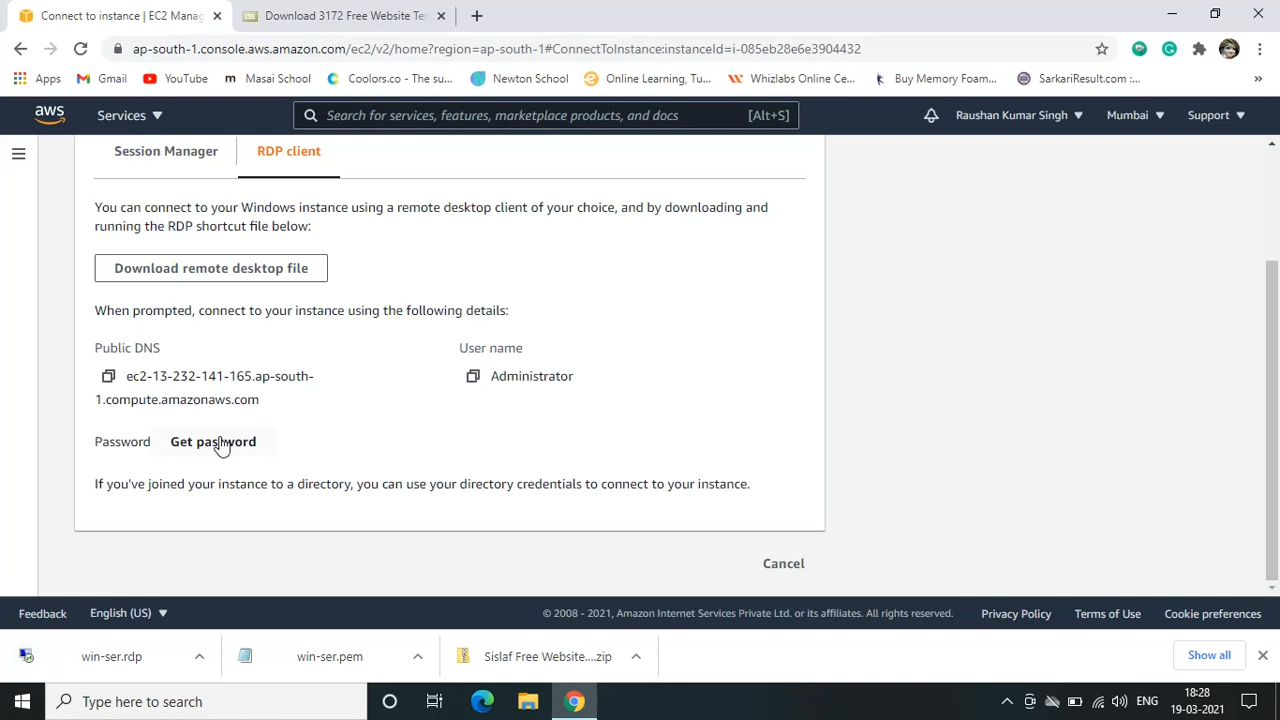 Connect to instance | EC2 Manag
Download 3172 Free Website Ter
ap-south-1.console.aws.amazon.com/ec2/v2/home?region=ap-south-1#ConnectToInstance:instanceId=i-085eb28e6e3904432
Apps
Gmail
YouTube
Masai School
Coolors.co - The su...
Newton School
Online Learning, Tu...
Whizlabs Online Ce...
Buy Memory Foam...
SarkariResult.com :...
»
aws
Services
Search for services, features, marketplace products, and docs
[Alt+S]
Raushan Kumar Singh
Mumbai
Support
Session Manager
RDP client
You can connect to your Windows instance using a remote desktop client of your choice, and by downloading and
running the RDP shortcut file below:
Download remote desktop file
When prompted, connect to your instance using the following details:
Public DNS
User name
ec2-13-232-141-165.ap-south-
1.compute.amazonaws.com
Administrator
Password
Get password
If you've joined your instance to a directory, you can use your directory credentials to connect to your instance.
Cancel
Feedback
English (US)
© 2008 - 2021, Amazon Internet Services Private Ltd. or its affiliates. All rights reserved.
Privacy Policy
Terms of Use
Cookie preferences
win-ser.rdp
win-ser.pem
Sislaf Free Website....zip
Show all
Type here to search
ENG
18:28
19-03-2021